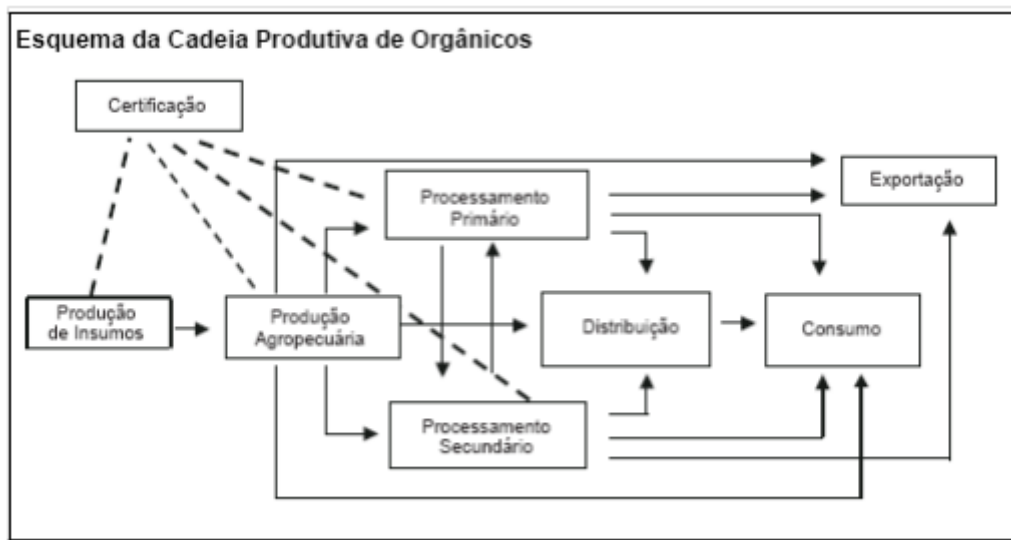 Esquema da Cadeia Produtiva de Orgânicos
Certificação
Exportação
Processamento
Primário
Produção
de Insumos
Produção
Agropecuária
Distribuição
Consumo
Processamento
Secundário